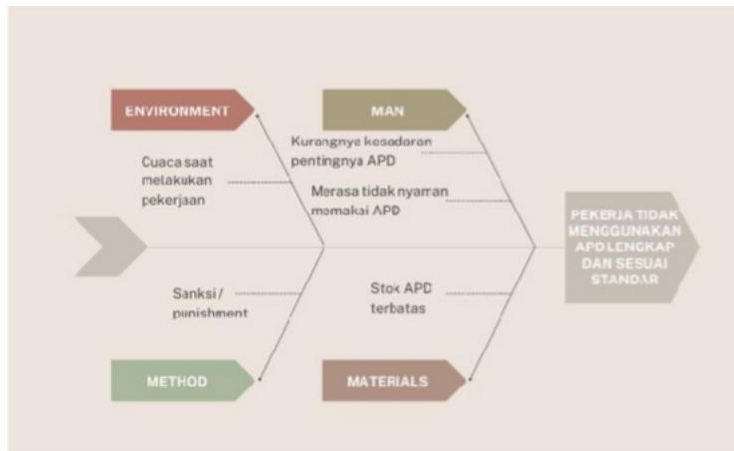 ENVIRONMENT
MAN
Kurangnya kesadaran
pentingnya APD
Cuaca saat
melakukan
pekerjaan
Merasa tidak nyaman
memakai APD
PEKERJA TIDAK
MENGGUNAKAN
APD LENGKAP
DAN SESUAI
STANDAR
Sanksi /
punishment
Stok APD
terbatas
METHOD
MATERIALS